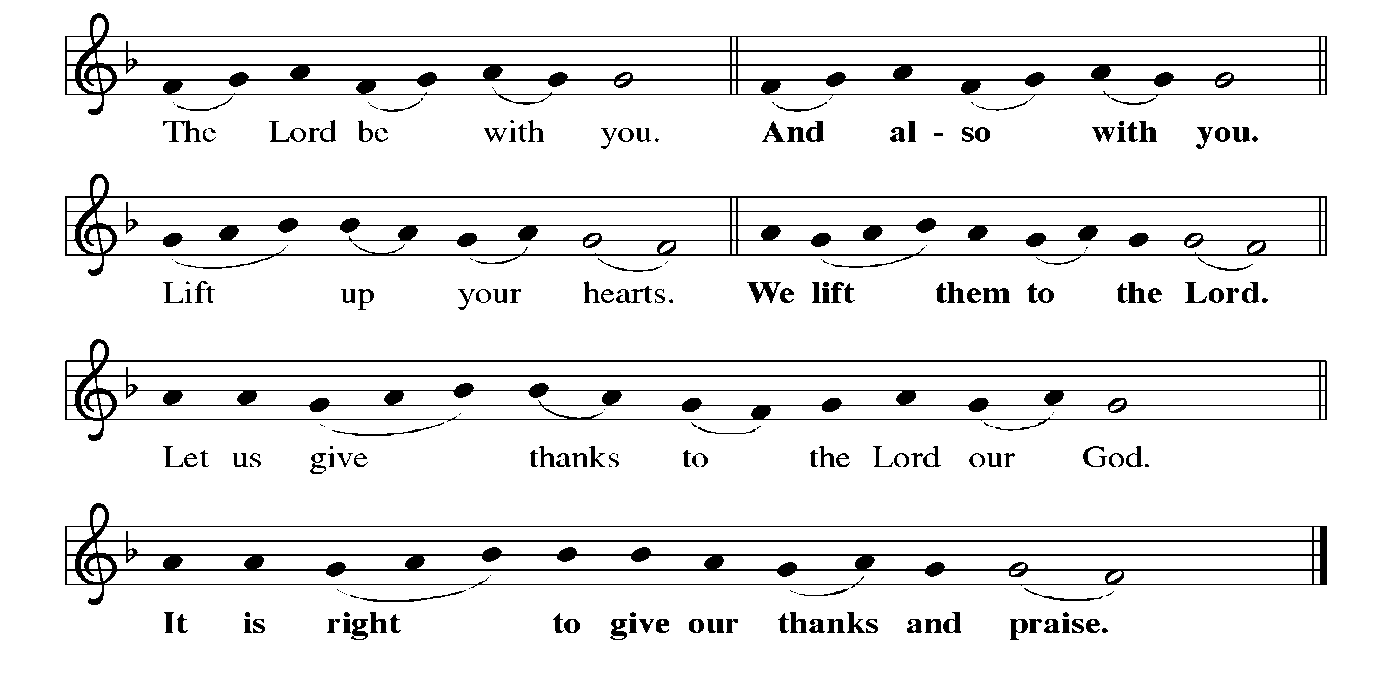 The Lord be with you. And al - so with you.
Lift up your hearts. We lift them to the Lord.
Let us give thanks to the Lord our God.
It is right to give our thanks and praise.